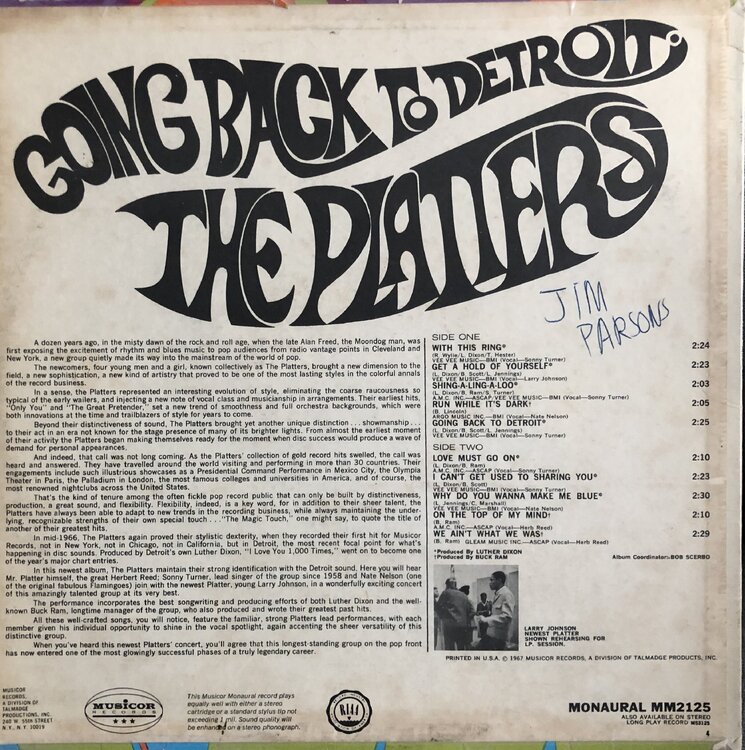 GOING BACK TO DETROIT
THE PLATTERS
JIM
PARSONS
A dozen years ago, in the misty dawn of the rock and roll age, when the late Alan Freed, the Moondog man, was
first exposing the excitement of rhythm and blues music to pop audiences from radio vantage points in Cleveland and
New York, a new group quietly made its way into the mainstream of the world of pop.
The newcomers, four young men and a girl, known collectively as The Platters, brought a new dimension to the
field, a new sophistication, a new kind of artistry that proved to be one of the most lasting styles in the colorful annals
of the record business.
In a sense, the Platters represented an interesting evolution of style, eliminating the coarse raucousness so
typical of the early wailers, and injecting a new note of vocal class and musicianship in arrangements. Their earliest hits,
"Only You" and "The Great Pretender," set a new trend of smoothness and full orchestra backgrounds, which were
both innovations at the time and trailblazers of style for years to come.
Beyond their distinctiveness of sound, The Platters brought yet another unique distinction . . . showmanship . . .
to their act in an era not known for the stage presence of many of its brighter lights. From almost the earliest moment
of their activity the Platters began making themselves ready for the moment when disc success would produce a wave of
demand for personal appearances.
And indeed, that call was not long coming. As the Platters' collection of gold record hits swelled, the call was
heard and answered. They have travelled around the world visiting and performing in more than 30 countries. Their
engagements include such illustrious showcases as a Presidential Command Performance in Mexico City, the Olympia
Theater in Paris, the Palladium in London, the most famous colleges and universities in America, and of course, the
most renowned nightclubs across the United States.
That's the kind of tenure among the often fickle pop record public that can only be built by distinctiveness,
production, a great sound, and flexibility. Flexibility, indeed, is a key word, for in addition to their sheer talent, the
Platters have always been able to adapt to new trends in the recording business, while always maintaining the under-
lying, recognizable strengths of their own special touch . . . "The Magic Touch," one might say, to quote the title of
another of their greatest hits.
In mid-1966, The Platters again proved their stylistic dexterity, when they recorded their first hit for Musicor
Records, not in New York, not in Chicago, not in California, but in Detroit, the most recent focal point for what's
happening in disc sounds. Produced by Detroit's own Luther Dixon, "I Love You 1,000 Times," went on to become one
of the year's major chart entries.
In this newest album, The Platters maintain their strong identification with the Detroit sound. Here you will hear
Mr. Platter himself, the great Herbert Reed; Sonny Turner, lead singer of the group since 1958 and Nate Nelson (one
of the original fabulous Flamingoes) join with the newest Platter, young Larry Johnson, in a wonderfully exciting concert
of this amazingly talented group at its very best.
The performance incorporates the best songwriting and producing efforts of both Luther Dixon and the well-
known Buck Ram, longtime manager of the group, who also produced and wrote their greatest past hits.
All these well-crafted songs, you will notice, feature the familiar, strong Platters lead performances, with each
member given his individual opportunity to shine in the vocal spotlight, again accenting the sheer versatility of this
distinctive group.
When you've heard this newest Platters' concert, you'll agree that this longest-standing group on the pop front
has now entered one of the most glowingly successful phases of a truly legendary career.
SIDE ONE
WITH THIS RING* 2:24
(R. Wylie/L. Dixon/T. Hester)
VEE VEE MUSIC—BMI (Vocal—Sonny Turner)
GET A HOLD OF YOURSELF* 2:23
(L. Dixon/B. Scott/L. Jennings)
VEE VEE MUSIC—BMI (Vocal—Larry Johnson)
SHING-A-LING-A-LOO* 2:03
(L. Dixon/B. Ram/S. Turner)
A.M.C. INC.—ASCAP/VEE VEE MUSIC—BMI (Vocal—Sonny Turner)
RUN WHILE IT'S DARK† 2:05
(B. Lincoln)
ARGO MUSIC INC.—BMI (Vocal—Nate Nelson)
GOING BACK TO DETROIT* 2:25
(L. Dixon/B. Scott/L. Jennings)
VEE VEE MUSIC—BMI (Vocal—Sonny Turner)
SIDE TWO
LOVE MUST GO ON* 2:10
(L. Dixon/B. Ram)
A.M.C. INC.—ASCAP (Vocal—Sonny Turner)
I CAN'T GET USED TO SHARING YOU* 2:23
(L. Dixon/B. Scott)
VEE VEE MUSIC—BMI (Vocal—Sonny Turner)
WHY DO YOU WANNA MAKE ME BLUE* 2:30
(L. Jennings/C. Marshall)
VEE VEE MUSIC—BMI (Vocal—Nate Nelson)
ON THE TOP OF MY MIND† 2:10
(B. Ram)
A.M.C. INC.—ASCAP (Vocal—Herb Reed)
WE AIN'T WHAT WE WAS† 2:29
(B. Ram) GLEAM MUSIC INC.—ASCAP (Vocal—Herb Reed)
*Produced by LUTHER DIXON
†Produced by BUCK RAM
Album Coordinator: BOB SCERBO
LARRY JOHNSON
NEWEST PLATTER
SHOWN REHEARSING FOR
LP. SESSION.
PRINTED IN U.S.A. © 1967 MUSICOR RECORDS, A DIVISION OF TALMADGE PRODUCTS, INC.
MUSICOR
RECORDS,
A DIVISION OF
TALMADGE
PRODUCTIONS, INC.
240 W. 55th STREET
N.Y., N.Y. 10019
MUSICOR
RECORDS
This Musicor Monaural record plays
equally well with either a stereo
cartridge or a standard stylus tip not
exceeding 1 mil. Sound quality will
be enhanced on a stereo phonograph.
RIAA
MONAURAL MM2125
ALSO AVAILABLE ON STEREO
LONG PLAY RECORD MS3125
4